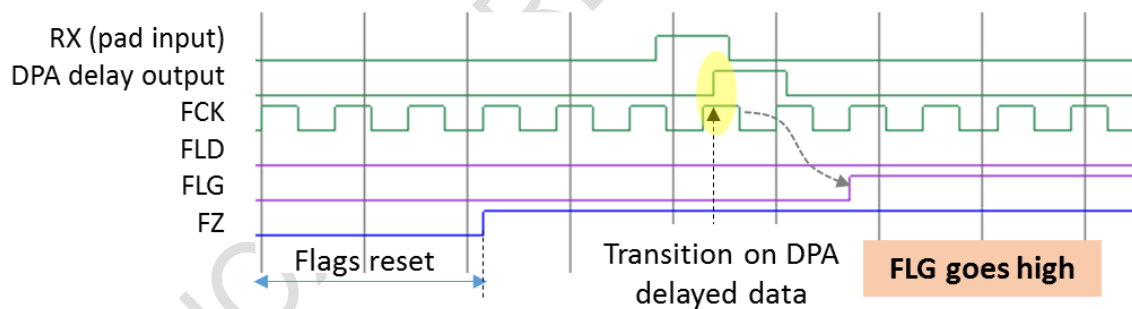 RX (pad input)
DPA delay output
FCK
FLD
FLG
FZ
Flags reset
Transition on DPA
delayed data
FLG goes high